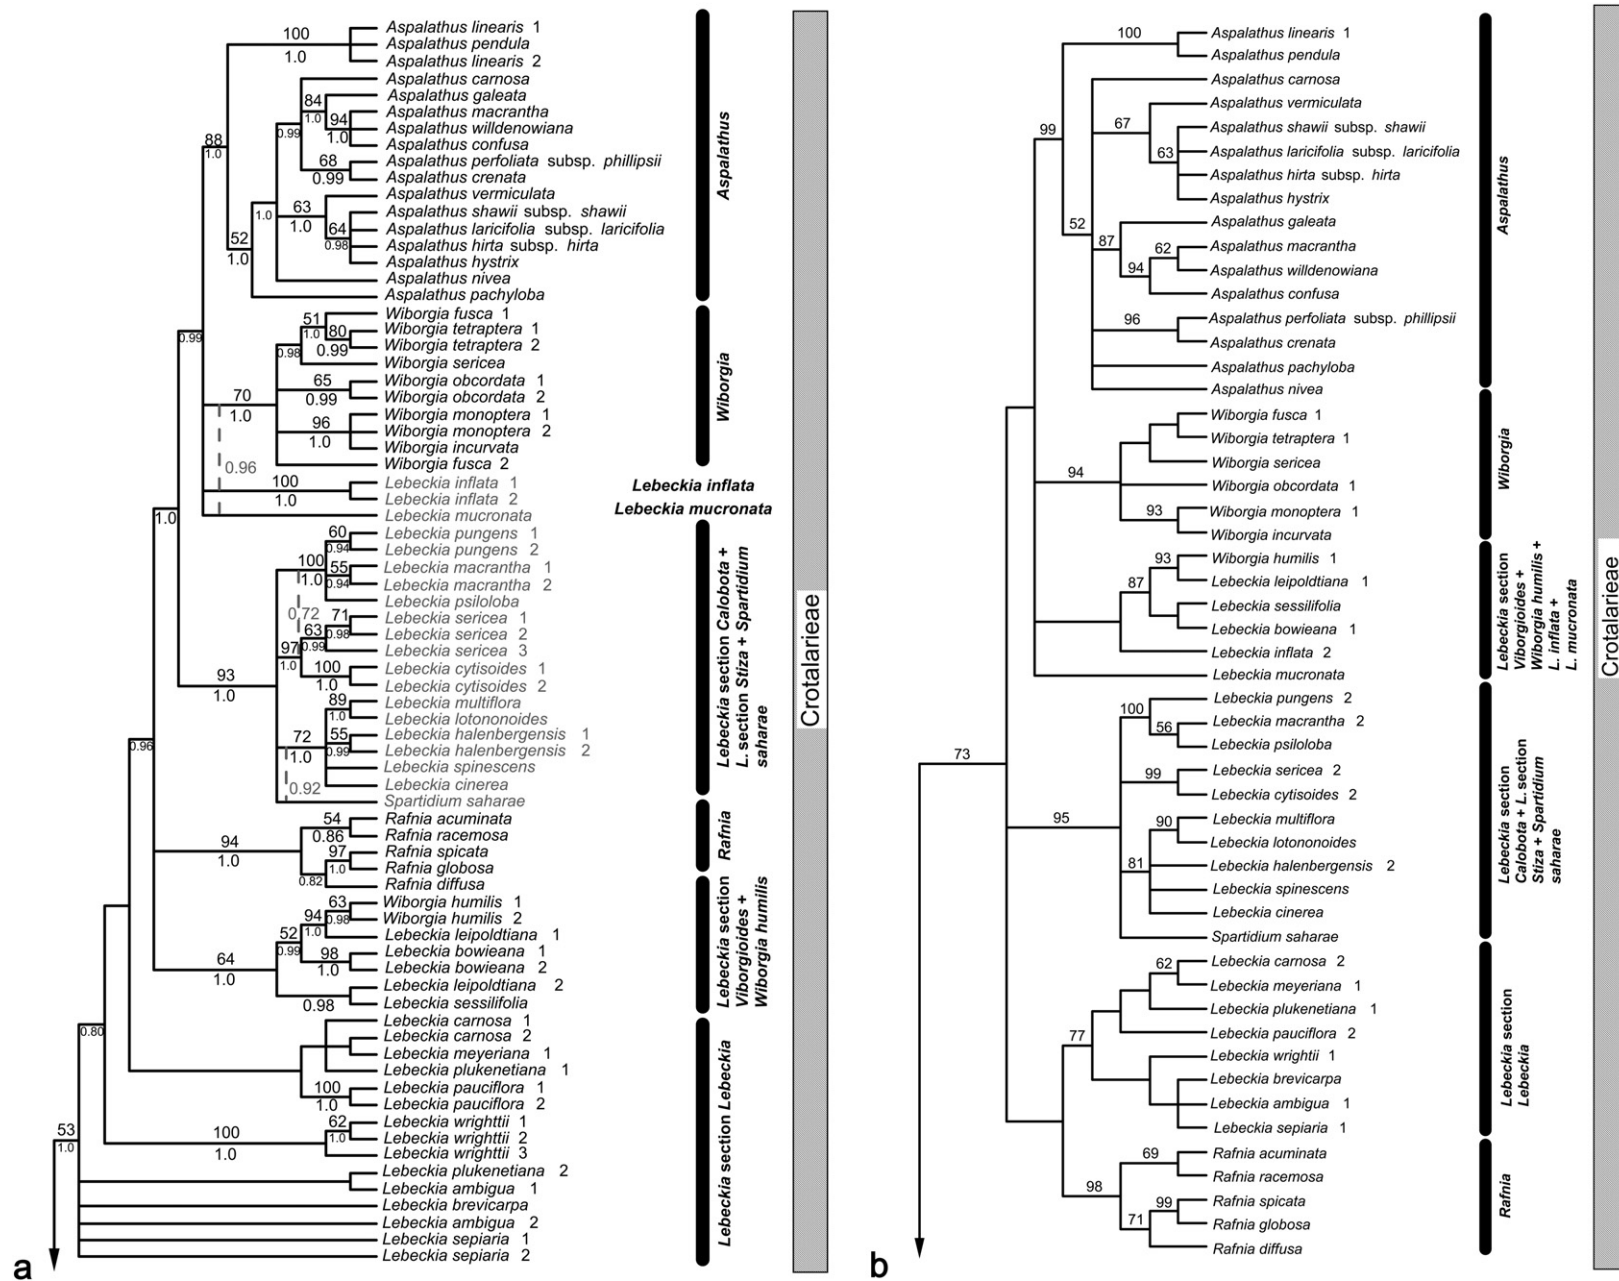 100
1.0
Aspalathus linearis 1
Aspalathus pendula
Aspalathus linearis 2
88
1.0
Aspalathus carnosa
84
1.0
Aspalathus galeata
94
1.0
Aspalathus macrantha
Aspalathus willdenowiana
Aspalathus confusa
0.99
68
0.99
Aspalathus perfoliata subsp. phillipsii
Aspalathus crenata
1.0
63
1.0
Aspalathus vermiculata
64
0.98
Aspalathus shawii subsp. shawii
Aspalathus laricifolia subsp. laricifolia
Aspalathus hirta subsp. hirta
Aspalathus hystrix
52
1.0
Aspalathus nivea
Aspalathus pachyloba
Aspalathus
0.99
51
1.0
Wiborgia fusca 1
80
0.99
Wiborgia tetraptera 1
Wiborgia tetraptera 2
0.98
Wiborgia sericea
65
0.99
Wiborgia obcordata 1
Wiborgia obcordata 2
70
1.0
96
1.0
Wiborgia monoptera 1
Wiborgia monoptera 2
Wiborgia incurvata
Wiborgia fusca 2
Wiborgia
0.96
100
1.0
Lebeckia inflata 1
Lebeckia inflata 2
Lebeckia mucronata
Lebeckia inflata
Lebeckia mucronata
1.0
60
0.94
Lebeckia pungens 1
Lebeckia pungens 2
100
1.0
55
0.94
Lebeckia macrantha 1
Lebeckia macrantha 2
Lebeckia psiloloba
0.72
71
0.98
Lebeckia sericea 1
Lebeckia sericea 2
63
0.99
Lebeckia sericea 3
97
1.0
100
1.0
Lebeckia cytisoides 1
Lebeckia cytisoides 2
93
1.0
89
1.0
Lebeckia multiflora
Lebeckia lotononoides
72
1.0
55
0.99
Lebeckia halenbergensis 1
Lebeckia halenbergensis 2
Lebeckia spinescens
Lebeckia cinerea
0.92
Spartidium saharae
Lebeckia section Calobota +
L. section Stiza + Spartidium
saharae
0.96
54
0.86
Rafnia acuminata
Rafnia racemosa
94
1.0
97
1.0
Rafnia spicata
Rafnia globosa
0.82
Rafnia diffusa
Rafnia
63
0.98
Wiborgia humilis 1
Wiborgia humilis 2
94
1.0
Lebeckia leipoldtiana 1
52
0.99
98
1.0
Lebeckia bowieana 1
Lebeckia bowieana 2
64
1.0
0.98
Lebeckia leipoldtiana 2
Lebeckia sessilifolia
Lebeckia section
Viborgioides +
Wiborgia humilis
0.80
Lebeckia carnosa 1
Lebeckia carnosa 2
Lebeckia meyeriana 1
Lebeckia plukenetiana 1
100
1.0
Lebeckia pauciflora 1
Lebeckia pauciflora 2
100
1.0
62
1.0
Lebeckia wrighttii 1
Lebeckia wrighttii 2
Lebeckia wrighttii 3
53
1.0
Lebeckia plukenetiana 2
Lebeckia ambigua 1
Lebeckia brevicarpa
Lebeckia ambigua 2
Lebeckia sepiaria 1
Lebeckia sepiaria 2
Lebeckia section Lebeckia
Crotalarieae
a
100
Aspalathus linearis 1
Aspalathus pendula
99
Aspalathus carnosa
67
Aspalathus vermiculata
63
Aspalathus shawii subsp. shawii
Aspalathus laricifolia subsp. laricifolia
Aspalathus hirta subsp. hirta
Aspalathus hystrix
52
87
Aspalathus galeata
94
62
Aspalathus macrantha
Aspalathus willdenowiana
Aspalathus confusa
96
Aspalathus perfoliata subsp. phillipsii
Aspalathus crenata
Aspalathus pachyloba
Aspalathus nivea
Aspalathus
94
Wiborgia fusca 1
Wiborgia tetraptera 1
Wiborgia sericea
Wiborgia obcordata 1
93
Wiborgia monoptera 1
Wiborgia incurvata
Wiborgia
87
93
Wiborgia humilis 1
Lebeckia leipoldtiana 1
Lebeckia sessilifolia
Lebeckia bowieana 1
Lebeckia inflata 2
Lebeckia mucronata
Lebeckia section
Viborgioides +
Wiborgia humilis +
L. inflata +
L. mucronata
73
100
Lebeckia pungens 2
56
Lebeckia macrantha 2
Lebeckia psiloloba
99
Lebeckia sericea 2
Lebeckia cytisoides 2
95
90
Lebeckia multiflora
Lebeckia lotononoides
81
Lebeckia halenbergensis 2
Lebeckia spinescens
Lebeckia cinerea
Spartidium saharae
Lebeckia section
Calobota + L. section
Stiza + Spartidium
saharae
62
Lebeckia carnosa 2
Lebeckia meyeriana 1
Lebeckia plukenetiana 1
Lebeckia pauciflora 2
77
Lebeckia wrightii 1
Lebeckia brevicarpa
Lebeckia ambigua 1
Lebeckia sepiaria 1
Lebeckia section
Lebeckia
69
Rafnia acuminata
Rafnia racemosa
98
99
71
Rafnia spicata
Rafnia globosa
Rafnia diffusa
Rafnia
Crotalarieae
b